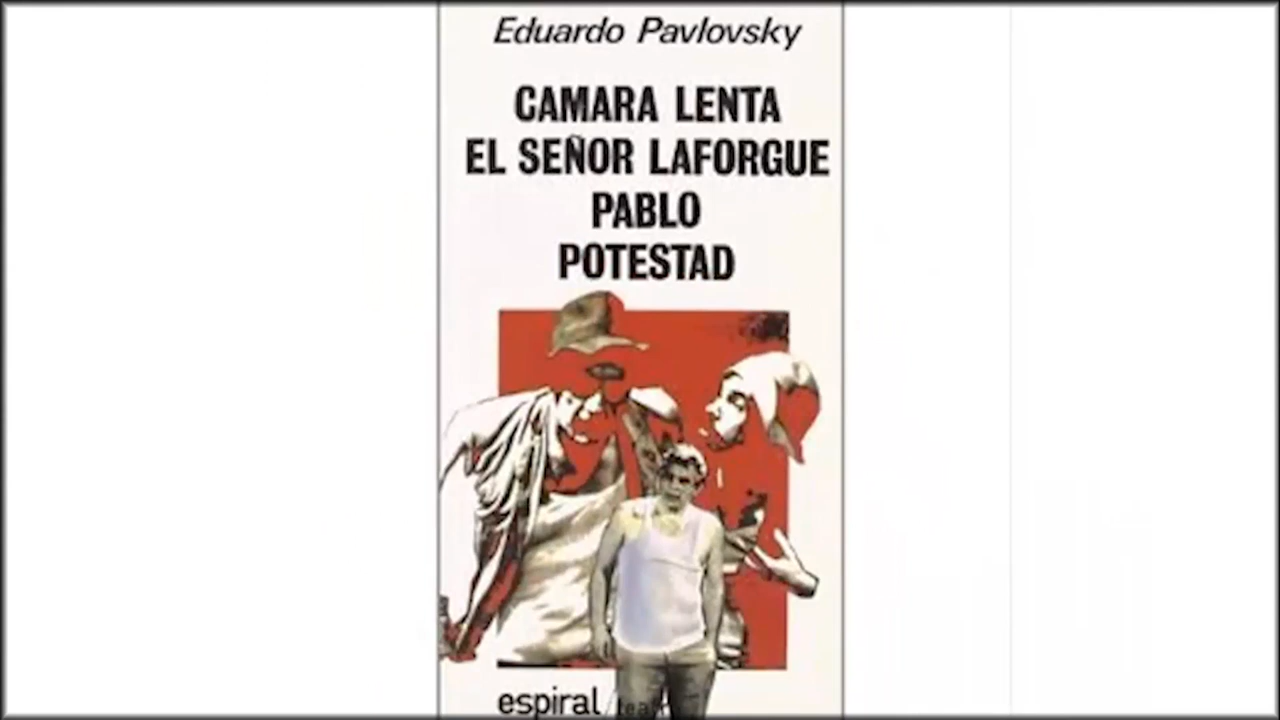 Eduardo Pavlovsky
CAMARA LENTA
EL SEÑOR LAFORGUE
PABLO
POTESTAD
espiral